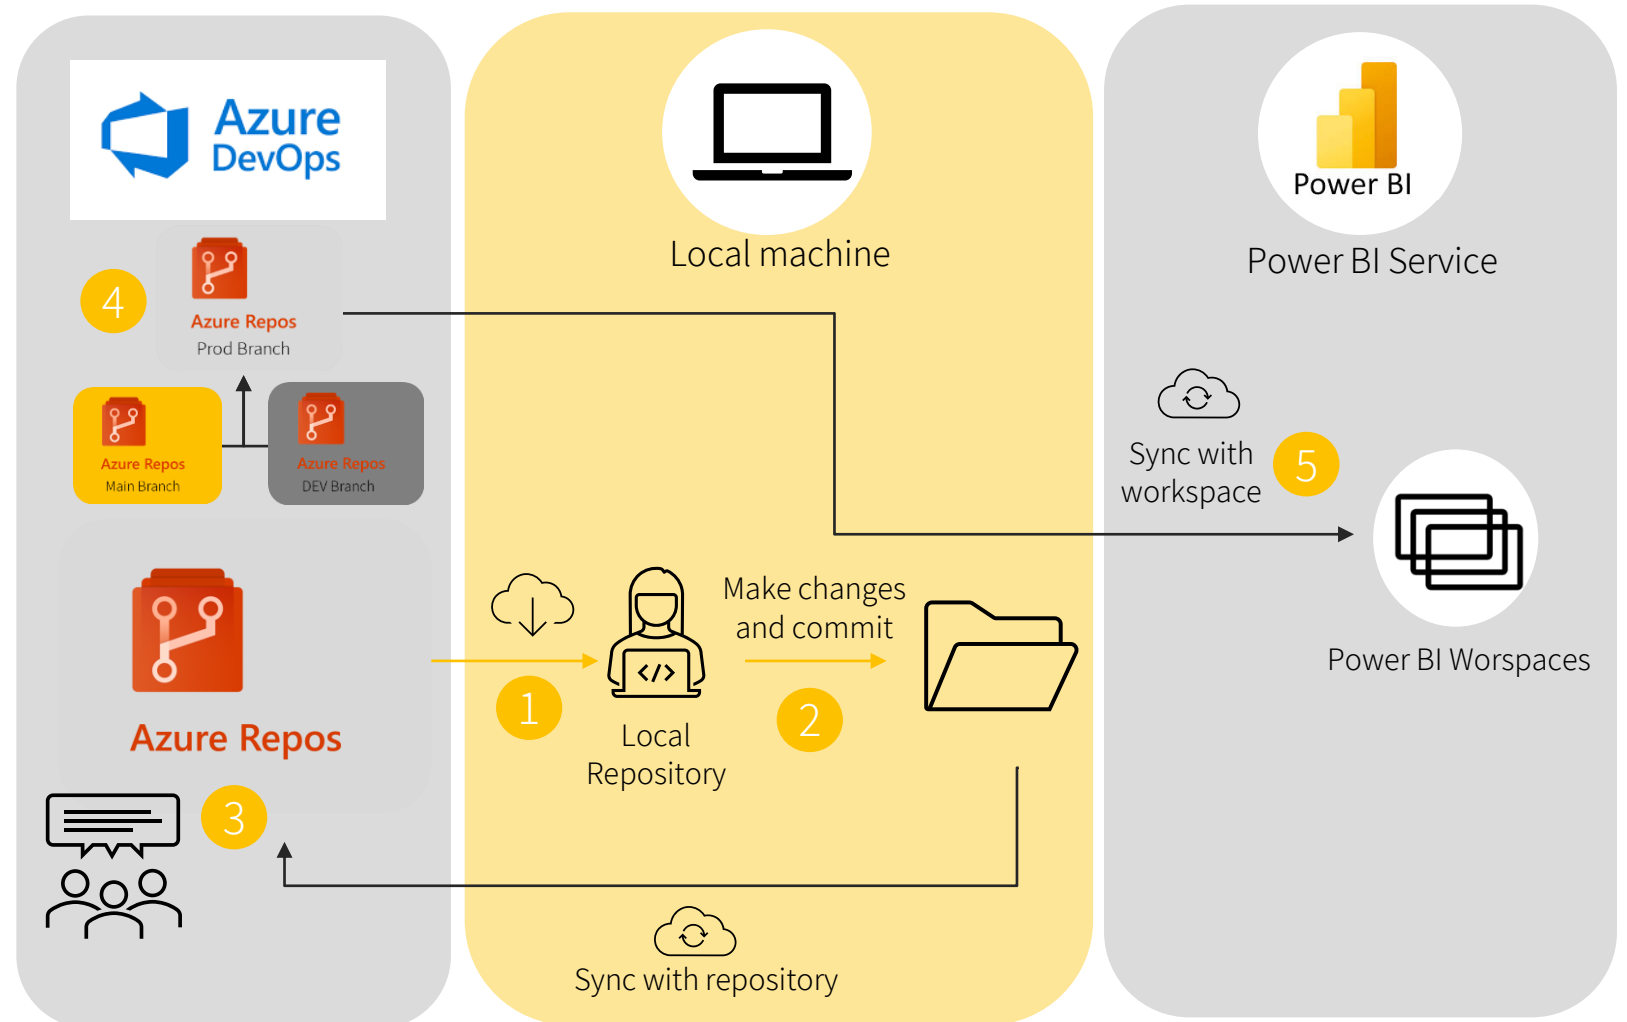 Azure
DevOps
4
Azure Repos
Prod Branch
Azure Repos
Main Branch
Azure Repos
DEV Branch
Azure Repos
3
Local machine
1
</>
Local
Repository
Make changes
and commit
2
Sync with repository
Power BI
Power BI Service
Sync with
workspace
5
Power BI Worspaces